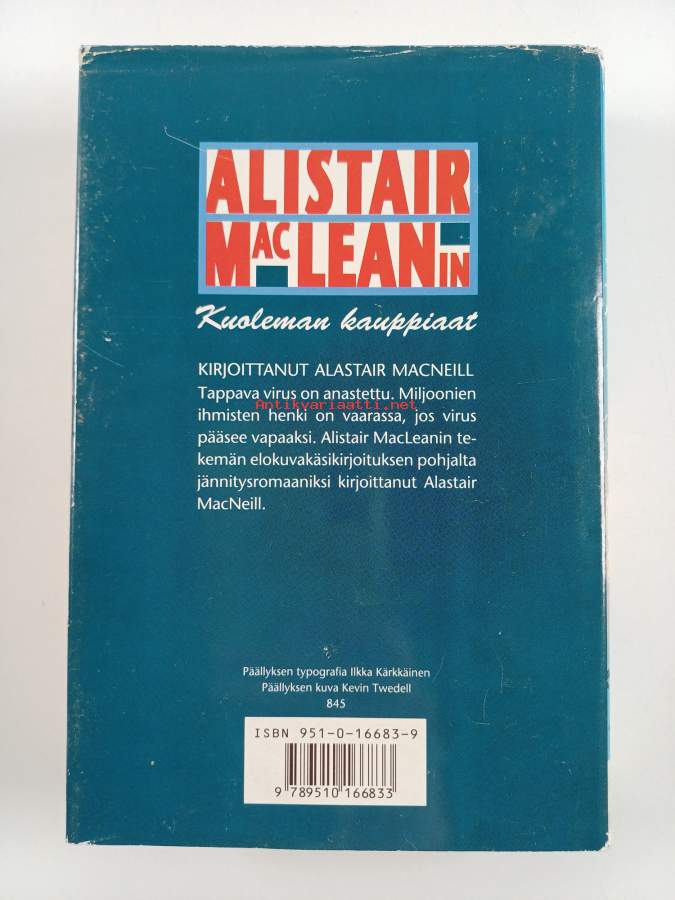 ALISTAIR
MACLEANIN
Kuoleman kauppiaat
KIRJOITTANUT ALASTAIR MACNEILL
Tappava virus on anastettu. Miljoonien
Antikvariaatti.net
ihmisten henki on vaarassa, jos virus
pääsee vapaaksi. Alistair MacLeanin te-
kemän elokuvakäsikirjoituksen pohjalta
jännitysromaaniksi kirjoittanut Alastair
MacNeill.
Päällyksen typografia Ilkka Kärkkäinen
Päällyksen kuva Kevin Twedell
845
ISBN 951-0-16683-9
9 789510 166833